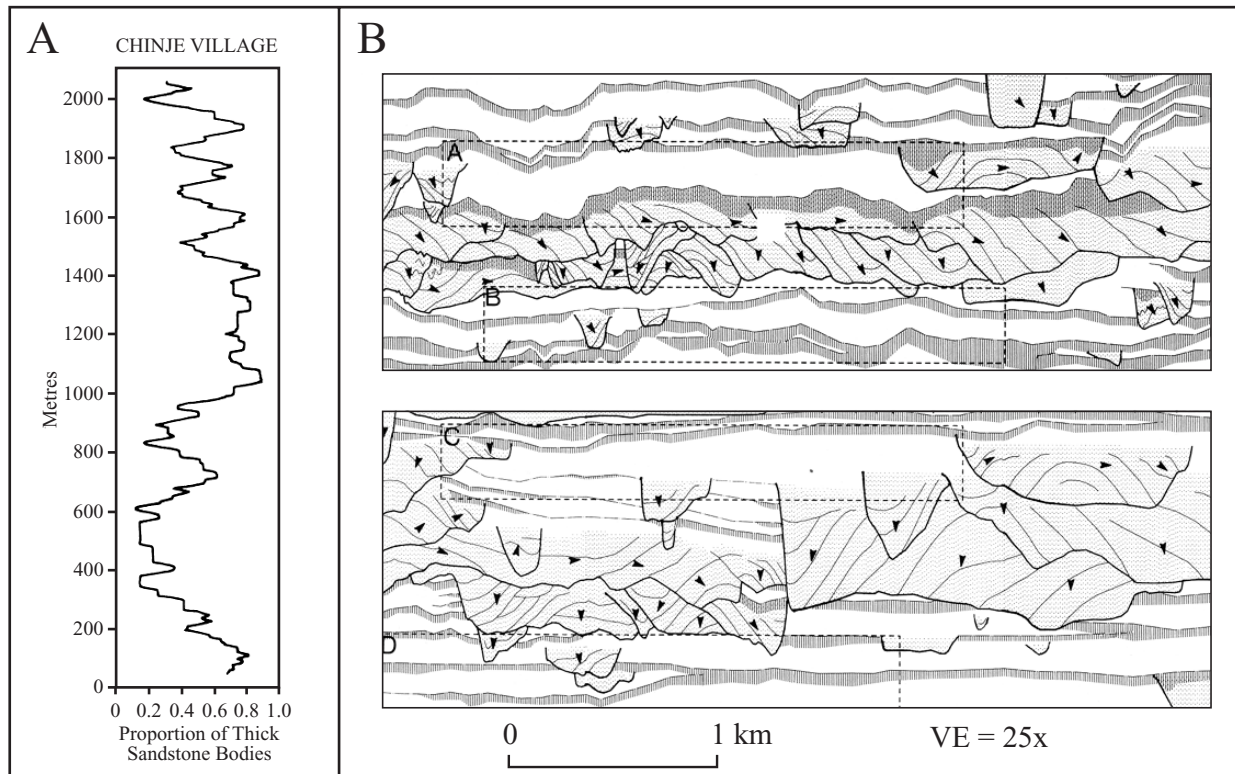 A
CHINJE VILLAGE
2000
1800
1600
1400
1200
1000
800
600
400
200
0
Metres
0 0.2 0.4 0.6 0.8 1.0
Proportion of Thick
Sandstone Bodies
B
A
B
C
D
0 1 km VE = 25x